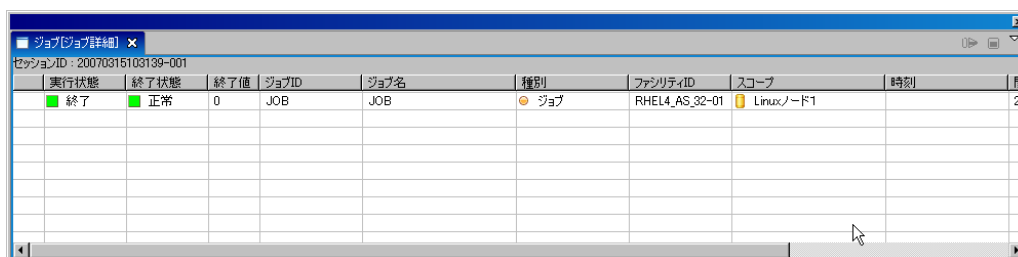 ジョブ[ジョブ詳細]
セッションID : 20070315103139-001
実行状態 終了状態 終了値 ジョブID ジョブ名 種別 ファシリティID スコープ 時刻
終了 正常 0 JOB JOB ジョブ RHEL4_AS_32-01 Linuxノード1